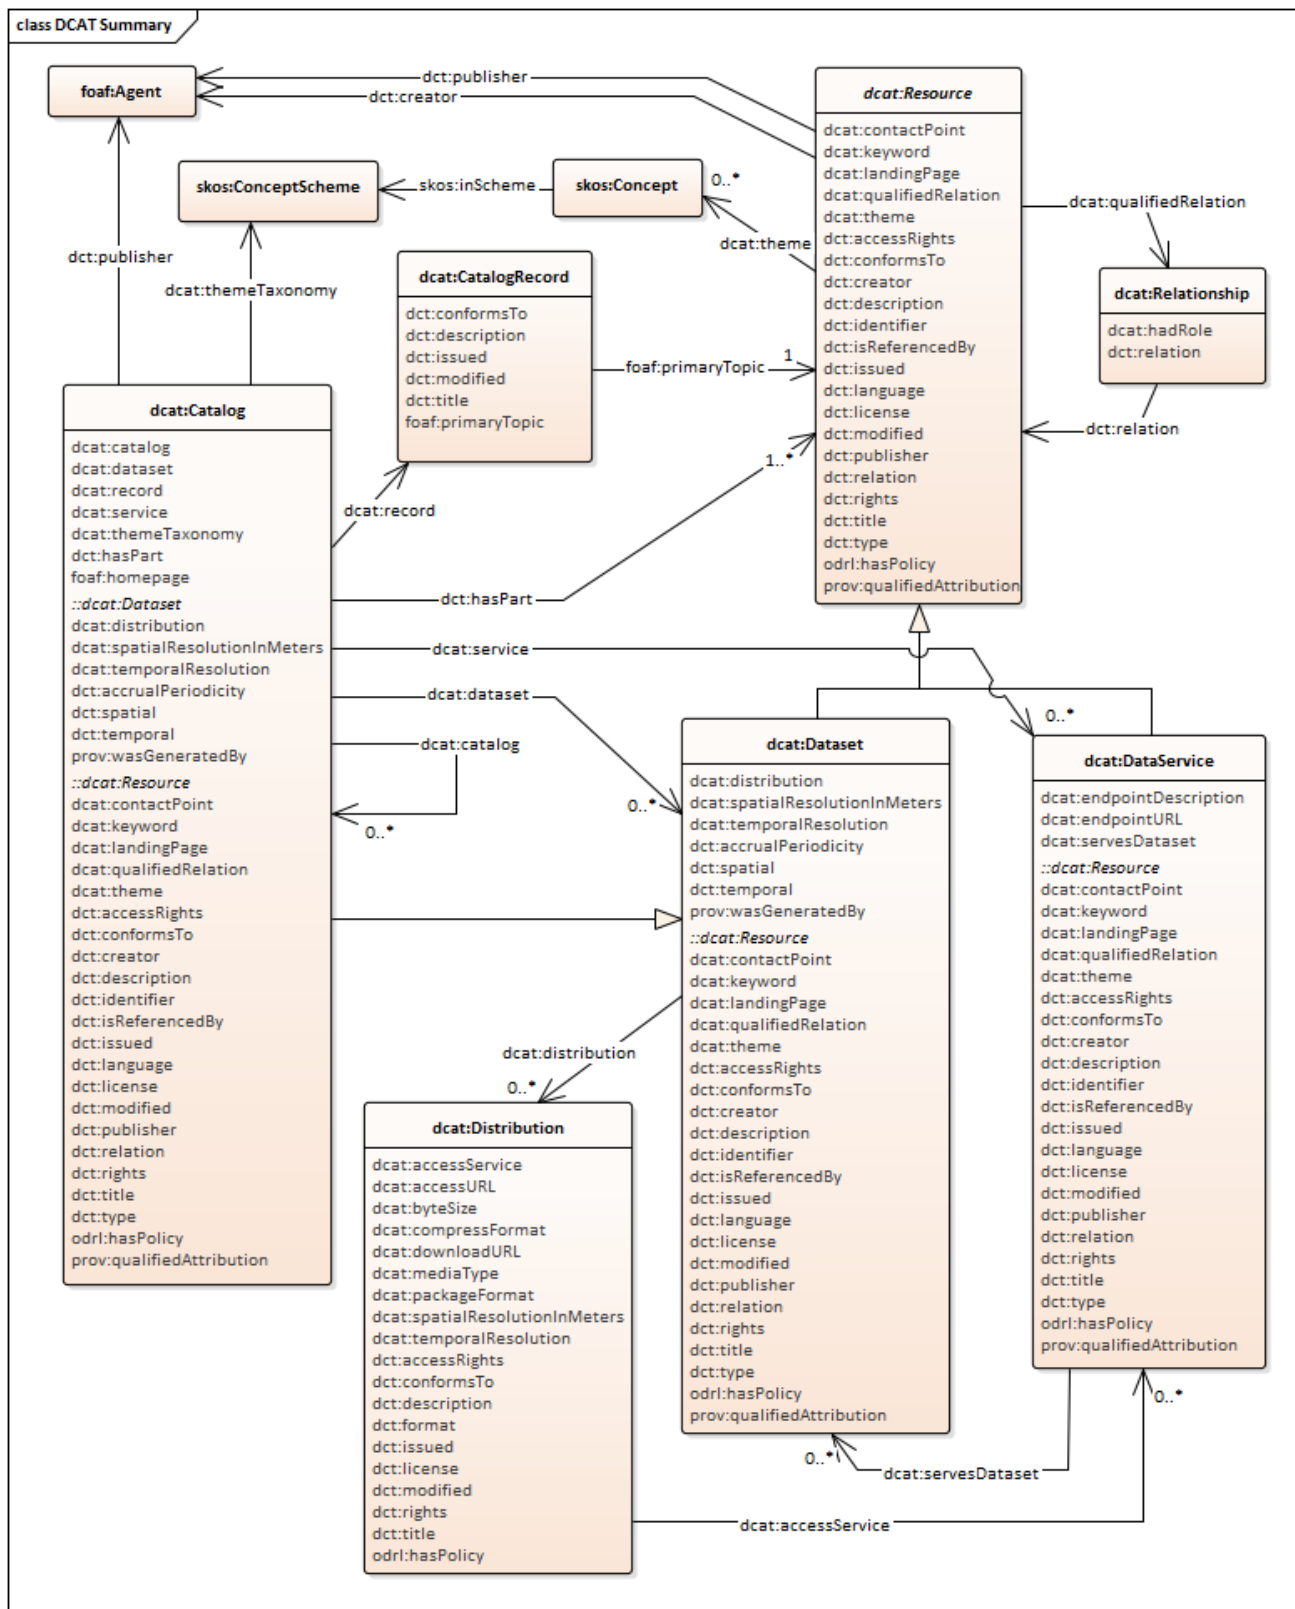 class DCAT Summary
foaf:Agent
dct:publisher
dct:creator
dcat:Resource
dcat:contactPoint
dcat:keyword
dcat:landingPage
dcat:qualifiedRelation
dcat:theme
dct:accessRights
dct:conformsTo
dct:creator
dct:description
dct:identifier
dct:isReferencedBy
dct:issued
dct:language
dct:license
dct:modified
dct:publisher
dct:relation
dct:rights
dct:title
dct:type
odrl:hasPolicy
prov:qualifiedAttribution
skos:ConceptScheme
skos:inScheme
skos:Concept
0..*
dcat:theme
dcat:qualifiedRelation
dcat:Relationship
dcat:hadRole
dct:relation
dct:relation
dct:publisher
dcat:themeTaxonomy
dcat:CatalogRecord
dct:conformsTo
dct:description
dct:issued
dct:modified
dct:title
foaf:primaryTopic
foaf:primaryTopic
1
1..*
dcat:record
dcat:Catalog
dcat:catalog
dcat:dataset
dcat:record
dcat:service
dcat:themeTaxonomy
dct:hasPart
foaf:homepage
::dcat:Dataset
dcat:distribution
dcat:spatialResolutionInMeters
dcat:temporalResolution
dct:accrualPeriodicity
dct:spatial
dct:temporal
prov:wasGeneratedBy
::dcat:Resource
dcat:contactPoint
dcat:keyword
dcat:landingPage
dcat:qualifiedRelation
dcat:theme
dct:accessRights
dct:conformsTo
dct:creator
dct:description
dct:identifier
dct:isReferencedBy
dct:issued
dct:language
dct:license
dct:modified
dct:publisher
dct:relation
dct:rights
dct:title
dct:type
odrl:hasPolicy
prov:qualifiedAttribution
dct:hasPart
dcat:service
0..*
dcat:dataset
0..*
dcat:catalog
0..*
dcat:Dataset
dcat:distribution
dcat:spatialResolutionInMeters
dcat:temporalResolution
dct:accrualPeriodicity
dct:spatial
dct:temporal
prov:wasGeneratedBy
::dcat:Resource
dcat:contactPoint
dcat:keyword
dcat:landingPage
dcat:qualifiedRelation
dcat:theme
dct:accessRights
dct:conformsTo
dct:creator
dct:description
dct:identifier
dct:isReferencedBy
dct:issued
dct:language
dct:license
dct:modified
dct:publisher
dct:relation
dct:rights
dct:title
dct:type
odrl:hasPolicy
prov:qualifiedAttribution
dcat:DataService
dcat:endpointDescription
dcat:endpointURL
dcat:servesDataset
::dcat:Resource
dcat:contactPoint
dcat:keyword
dcat:landingPage
dcat:qualifiedRelation
dcat:theme
dct:accessRights
dct:conformsTo
dct:creator
dct:description
dct:identifier
dct:isReferencedBy
dct:issued
dct:language
dct:license
dct:modified
dct:publisher
dct:relation
dct:rights
dct:title
dct:type
odrl:hasPolicy
prov:qualifiedAttribution
dcat:distribution
0..*
dcat:Distribution
dcat:accessService
dcat:accessURL
dcat:byteSize
dcat:compressFormat
dcat:downloadURL
dcat:mediaType
dcat:packageFormat
dcat:spatialResolutionInMeters
dcat:temporalResolution
dct:accessRights
dct:conformsTo
dct:description
dct:format
dct:issued
dct:license
dct:modified
dct:rights
dct:title
odrl:hasPolicy
0..*
0..*
dcat:servesDataset
dcat:accessService